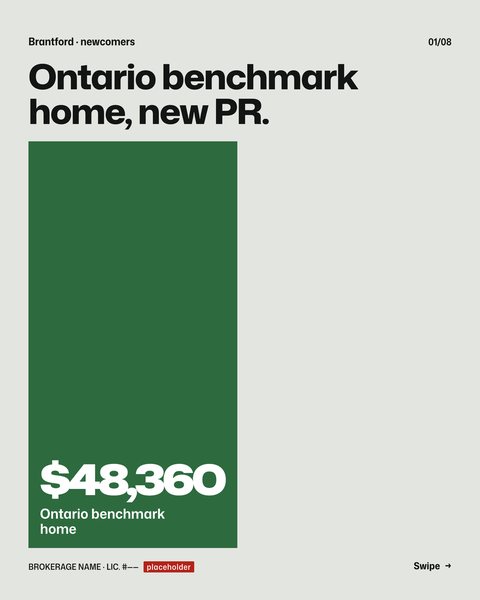 Brantford · newcomers
01/08
Ontario benchmark
home, new PR.
$48,360
Ontario benchmark
home
BROKERAGE NAME · LIC. #—— placeholder
Swipe →